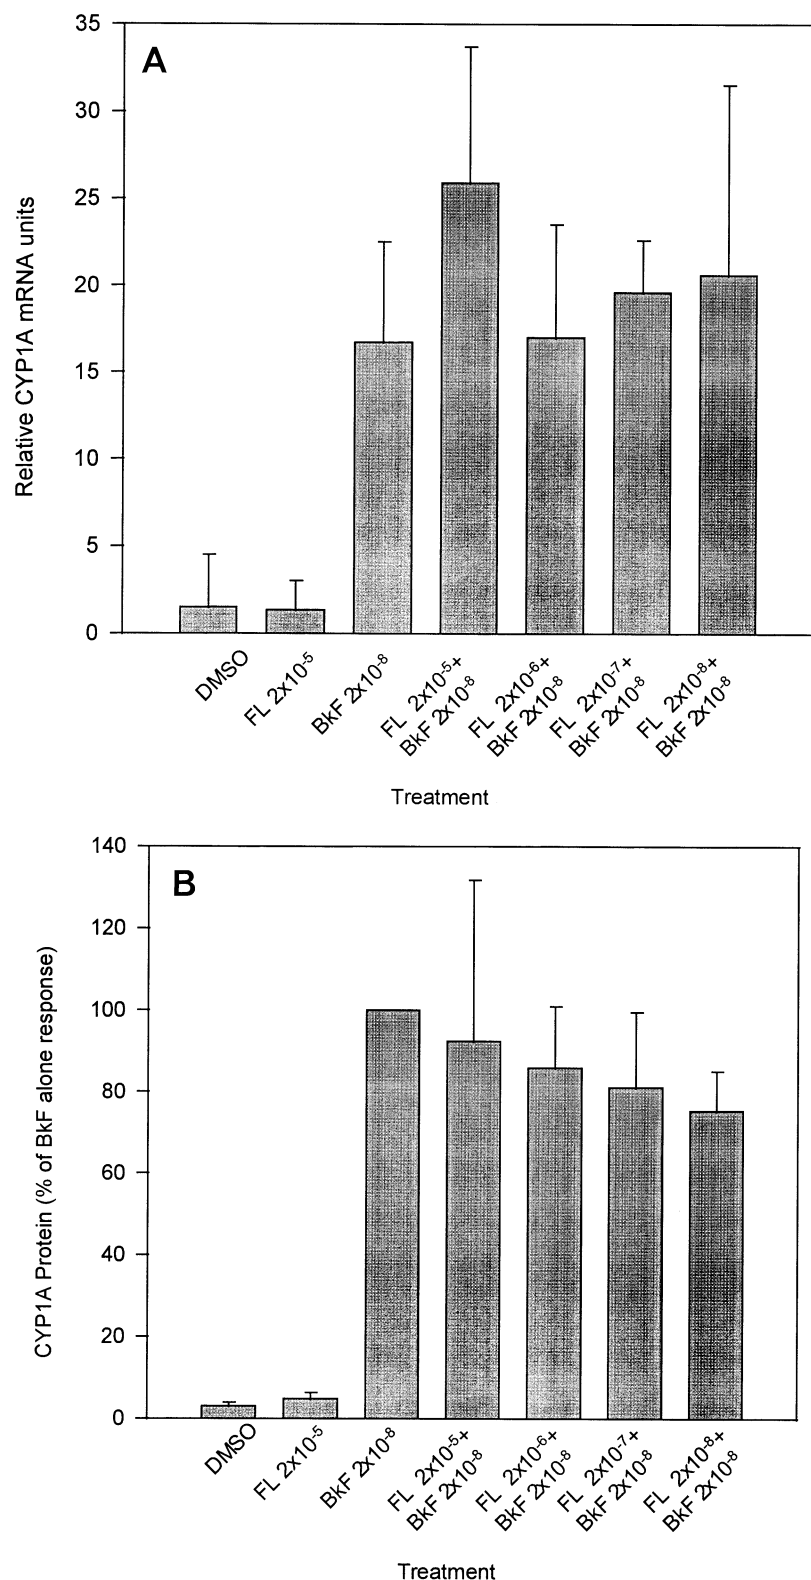 A
35
30
25
20
15
10
5
0
Relative CYP1A mRNA units
DMSO
FL 2x10-5
BkF 2x10-8
FL 2x10-5+
BkF 2x10-8
FL 2x10-6+
BkF 2x10-8
FL 2x10-7+
BkF 2x10-8
FL 2x10-8+
BkF 2x10-8
Treatment
B
140
120
100
80
60
40
20
0
CYP1A Protein (% of BkF alone response)
DMSO
FL 2x10-5
BkF 2x10-8
FL 2x10-5+
BkF 2x10-8
FL 2x10-6+
BkF 2x10-8
FL 2x10-7+
BkF 2x10-8
FL 2x10-8+
BkF 2x10-8
Treatment